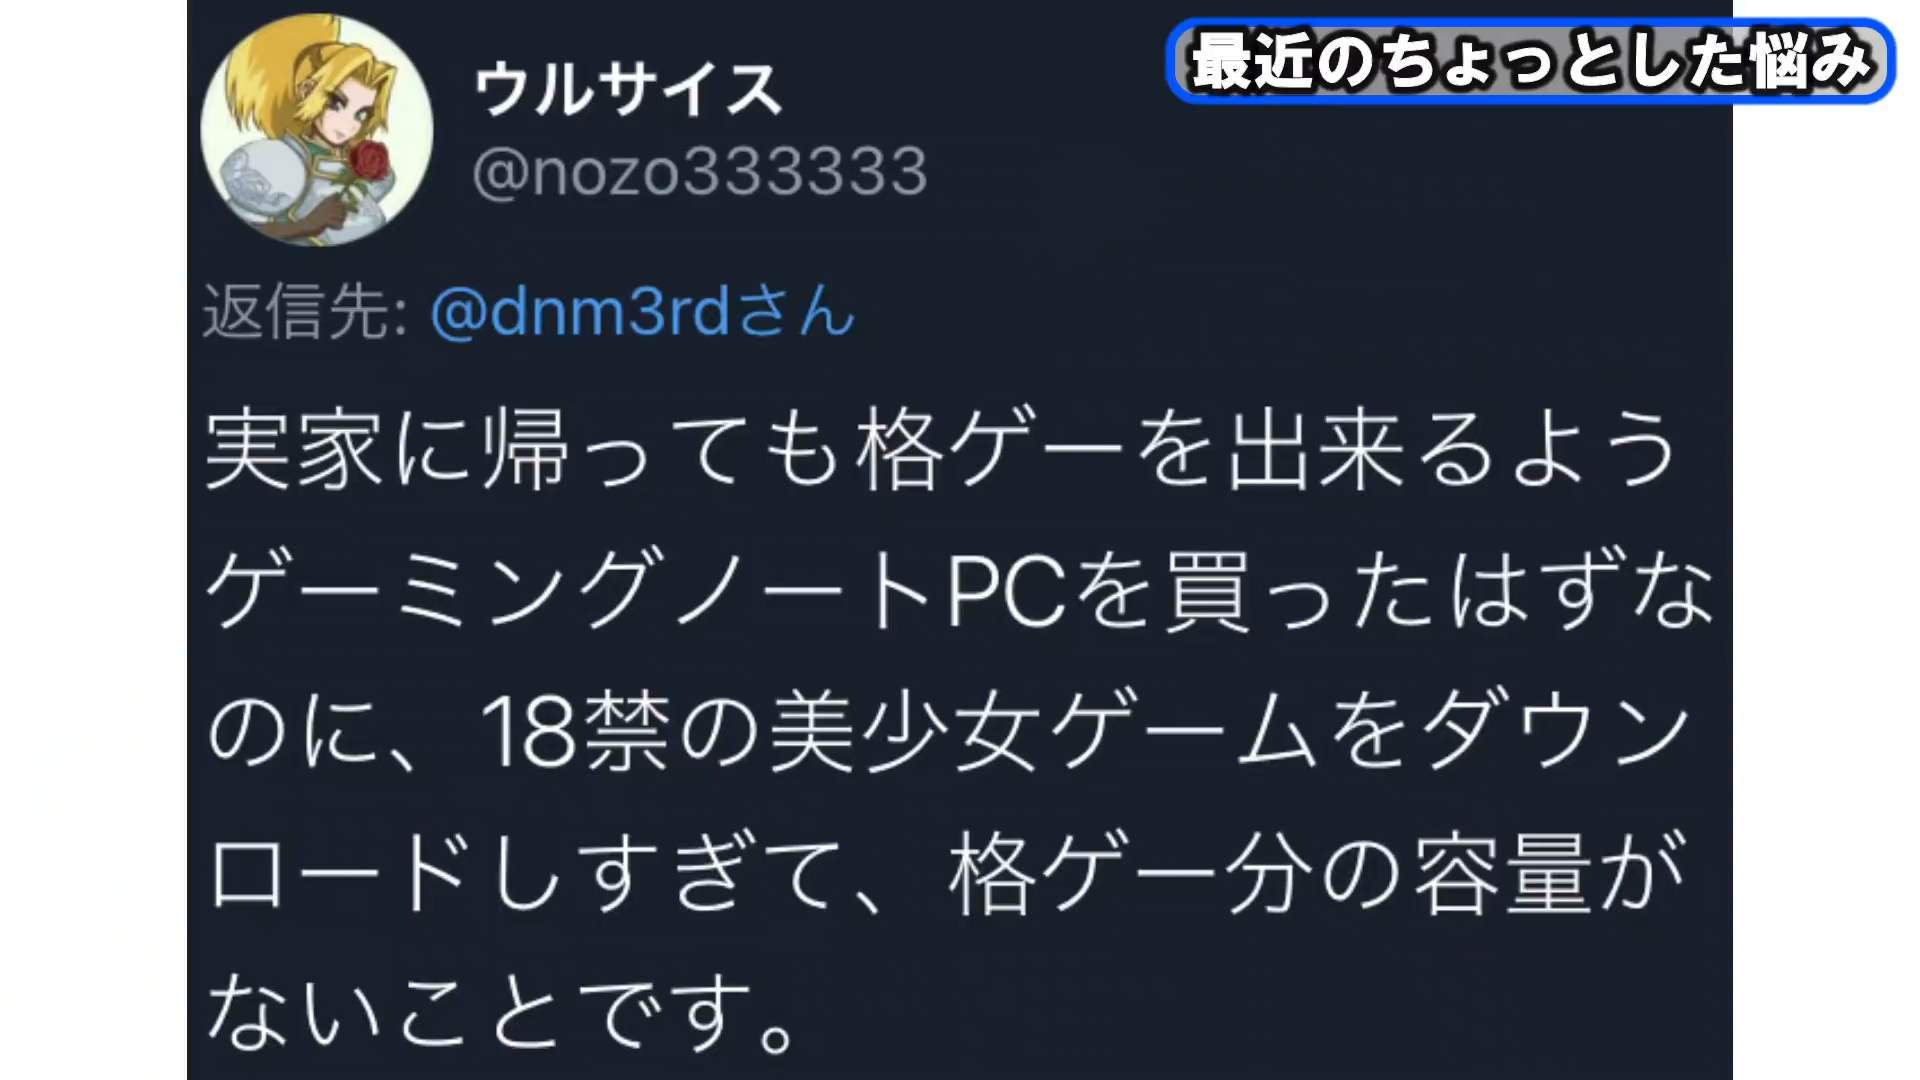 最近のちょっとした悩み
ウルサイス
@nozo333333
返信先: @dnm3rdさん
実家に帰っても格ゲーを出来るよう
ゲーミングノートPCを買ったはずな
のに、18禁の美少女ゲームをダウン
ロードしすぎて、格ゲー分の容量が
ないことです。